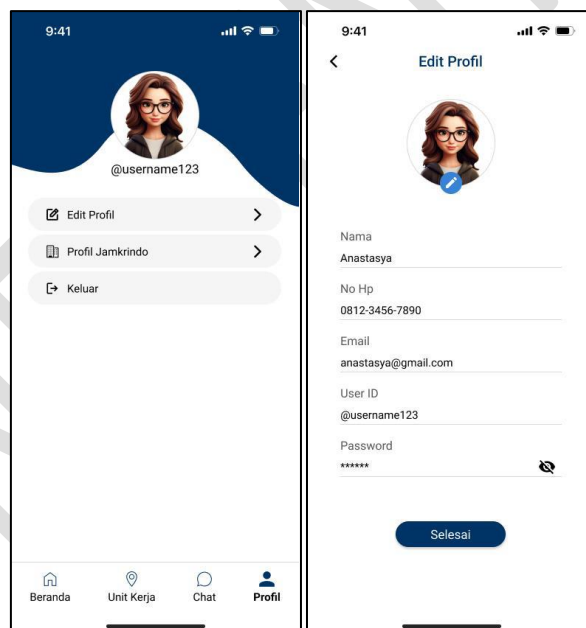 9:41
@username123
Edit Profil
Profil Jamkrindo
Keluar
Beranda
Unit Kerja
Chat
Profil
9:41
Edit Profil
Nama
Anastasya
No Hp
0812-3456-7890
Email
anastasya@gmail.com
User ID
@username123
Password
******
Selesai